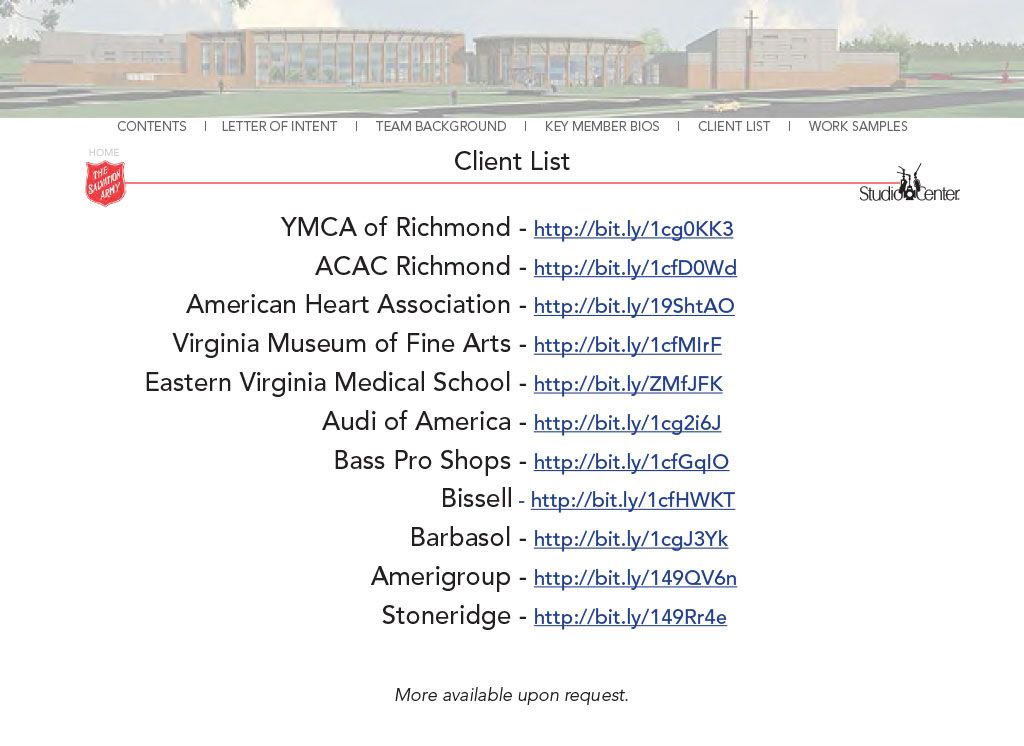 CONTENTS | LETTER OF INTENT | TEAM BACKGROUND | KEY MEMBER BIOS | CLIENT LIST | WORK SAMPLES
HOME
THE
SALVATION
ARMY
Client List
Studio Center.
YMCA of Richmond - http://bit.ly/1cg0KK3
ACAC Richmond - http://bit.ly/1cfD0Wd
American Heart Association - http://bit.ly/19ShtAO
Virginia Museum of Fine Arts - http://bit.ly/1cfMIrF
Eastern Virginia Medical School - http://bit.ly/ZMfJFK
Audi of America - http://bit.ly/1cg2i6J
Bass Pro Shops - http://bit.ly/1cfGqIO
Bissell - http://bit.ly/1cfHWKT
Barbasol - http://bit.ly/1cgJ3Yk
Amerigroup - http://bit.ly/149QV6n
Stoneridge - http://bit.ly/149Rr4e
More available upon request.